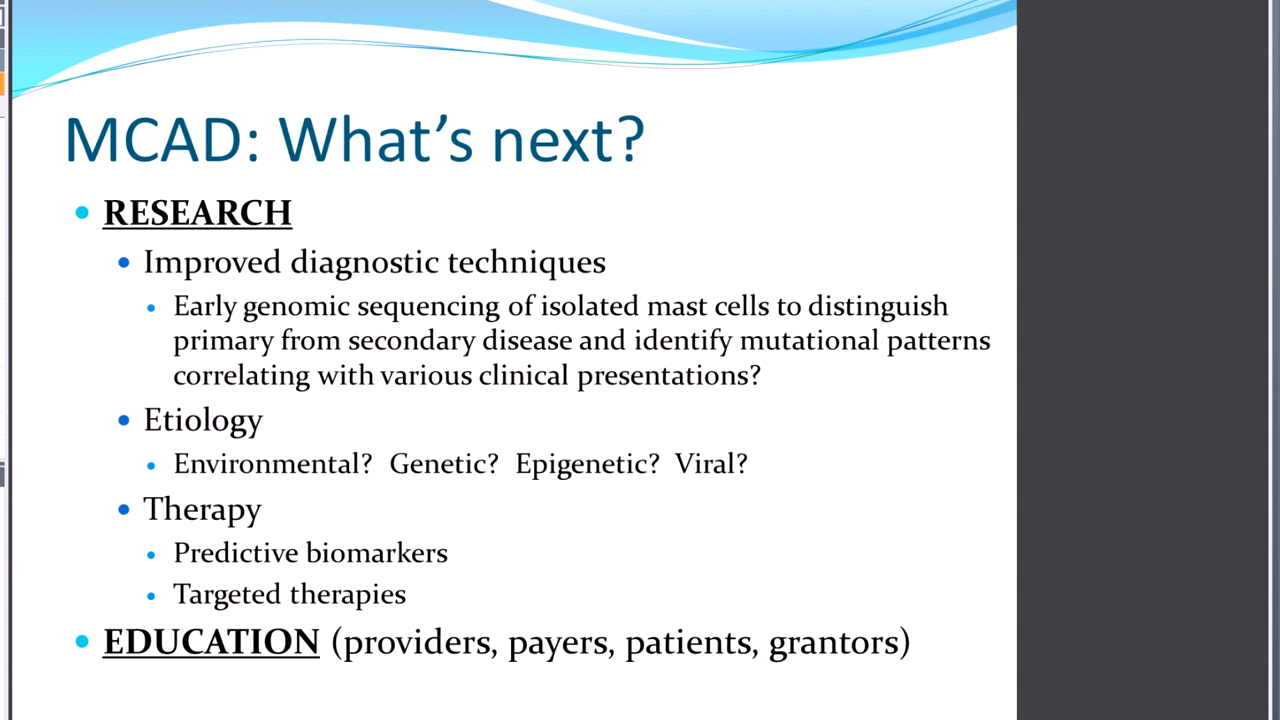 MCAD: What's next?
• RESEARCH
• Improved diagnostic techniques
• Early genomic sequencing of isolated mast cells to distinguish
primary from secondary disease and identify mutational patterns
correlating with various clinical presentations?
• Etiology
• Environmental? Genetic? Epigenetic? Viral?
• Therapy
• Predictive biomarkers
• Targeted therapies
• EDUCATION (providers, payers, patients, grantors)